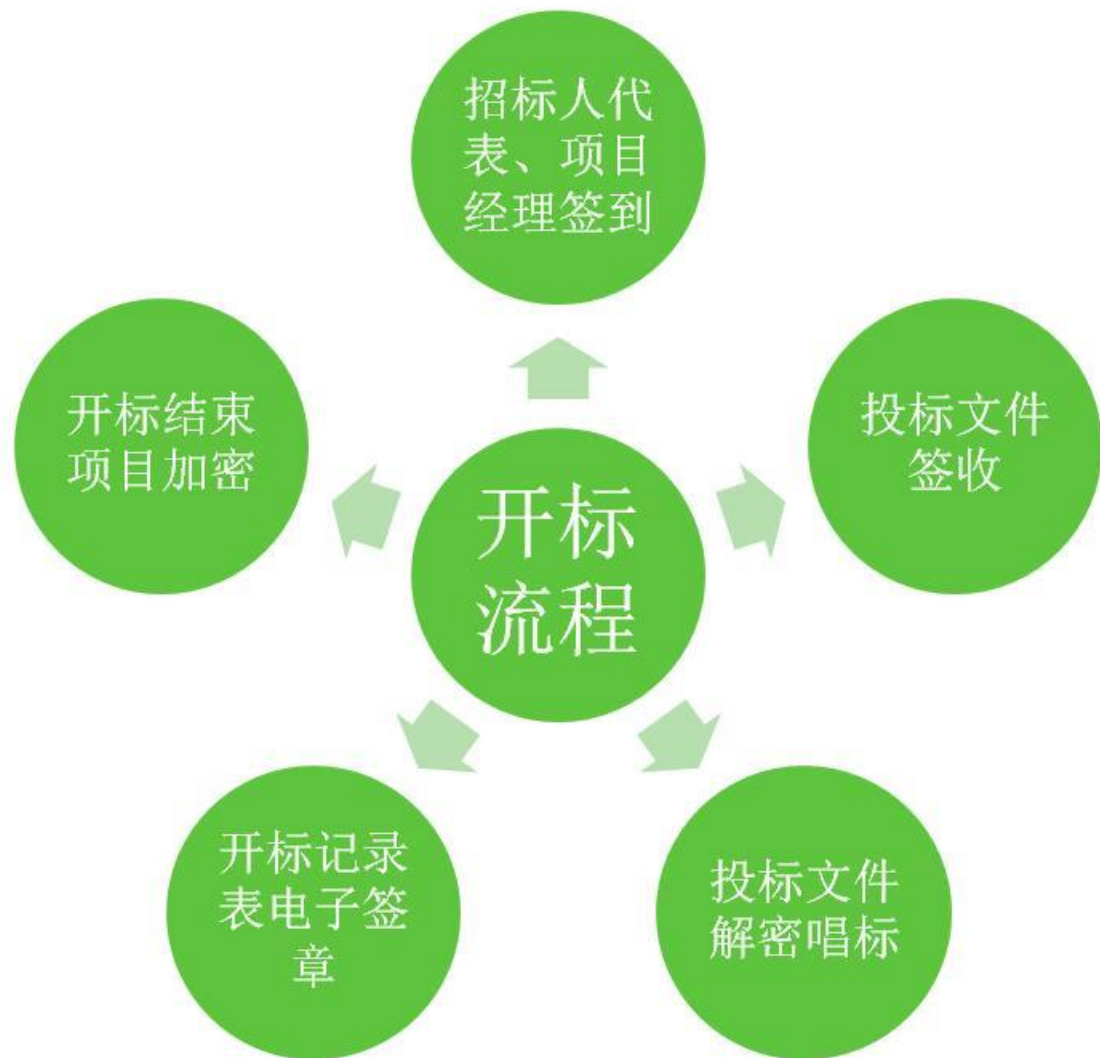 招标人代
表、项目
经理签到
投标文件
签收
投标文件
解密唱标
开标记录
表电子签
章
开标结束
项目加密
开标
流程